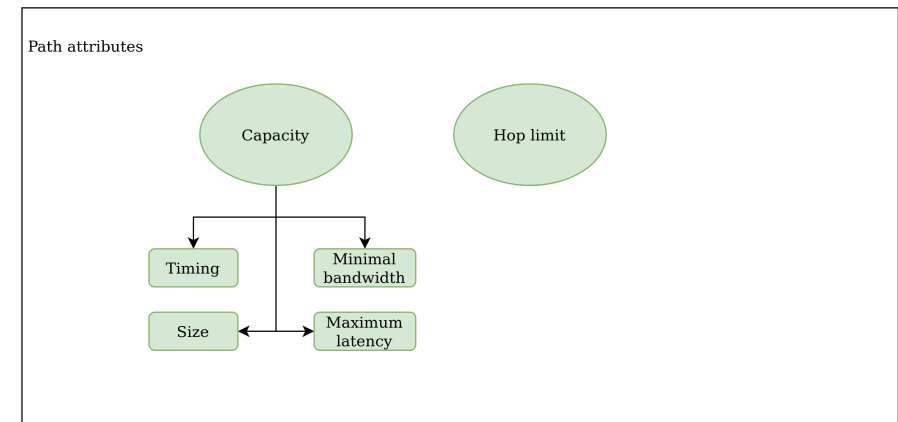 Path attributes
Capacity
Hop limit
Timing
Minimal
bandwidth
Size
Maximum
latency